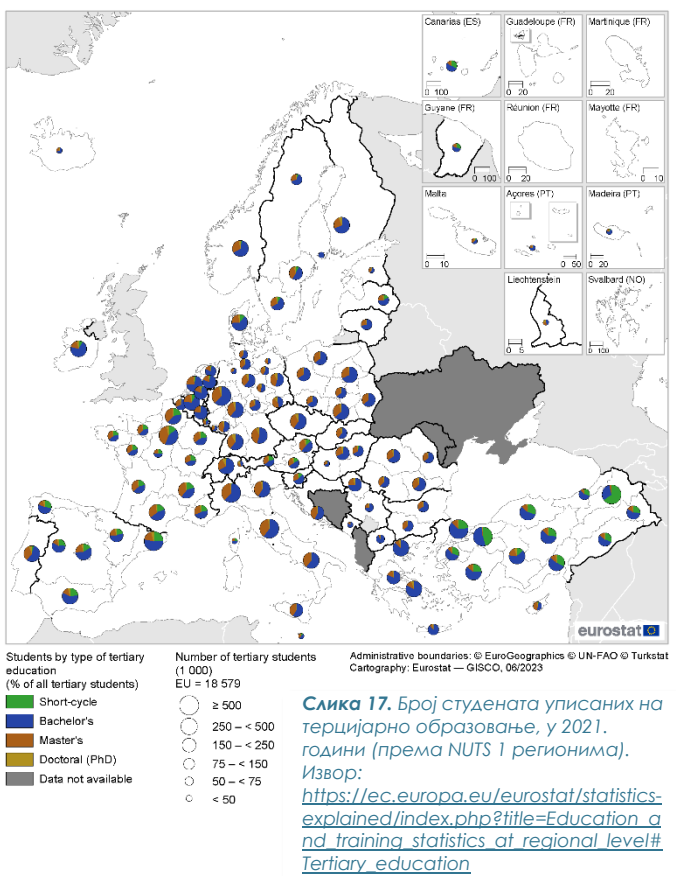 Canarias (ES)
0 100
Guadeloupe (FR)
0 20
Martinique (FR)
0 20
Guyane (FR)
0 100
Réunion (FR)
0 20
Mayotte (FR)
0 10
Malta
0 10
Açores (PT)
0 50
Madeira (PT)
0 20
Liechtenstein
0 5
Svalbard (NO)
0 100
eurostat
Administrative boundaries: © EuroGeographics © UN-FAO © Turkstat
Cartography: Eurostat — GISCO, 06/2023
Students by type of tertiary
education
(% of all tertiary students)
Short-cycle
Bachelor's
Master's
Doctoral (PhD)
Data not available
Number of tertiary students
(1 000)
EU = 18 579
≥ 500
250 – < 500
150 – < 250
75 – < 150
50 – < 75
< 50
Слика 17. Број студената уписаних на
терцијарно образовање, у 2021.
години (према NUTS 1 регионима).
Извор:
https://ec.europa.eu/eurostat/statistics-
explained/index.php?title=Education_a
nd_training_statistics_at_regional_level#
Tertiary_education